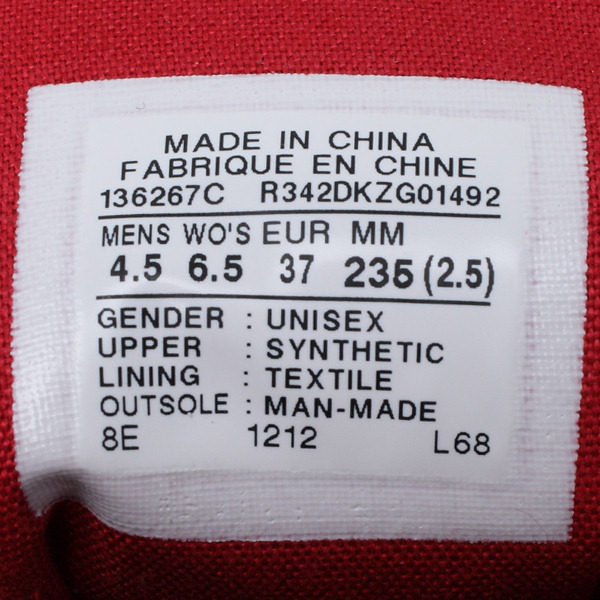 MADE IN CHINA
FABRIQUE EN CHINE
136267C R342DKZG01492
MENS WO'S EUR MM
4.5 6.5 37 235 (2.5)
GENDER : UNISEX
UPPER : SYNTHETIC
LINING : TEXTILE
OUTSOLE : MAN-MADE
8E 1212 L68